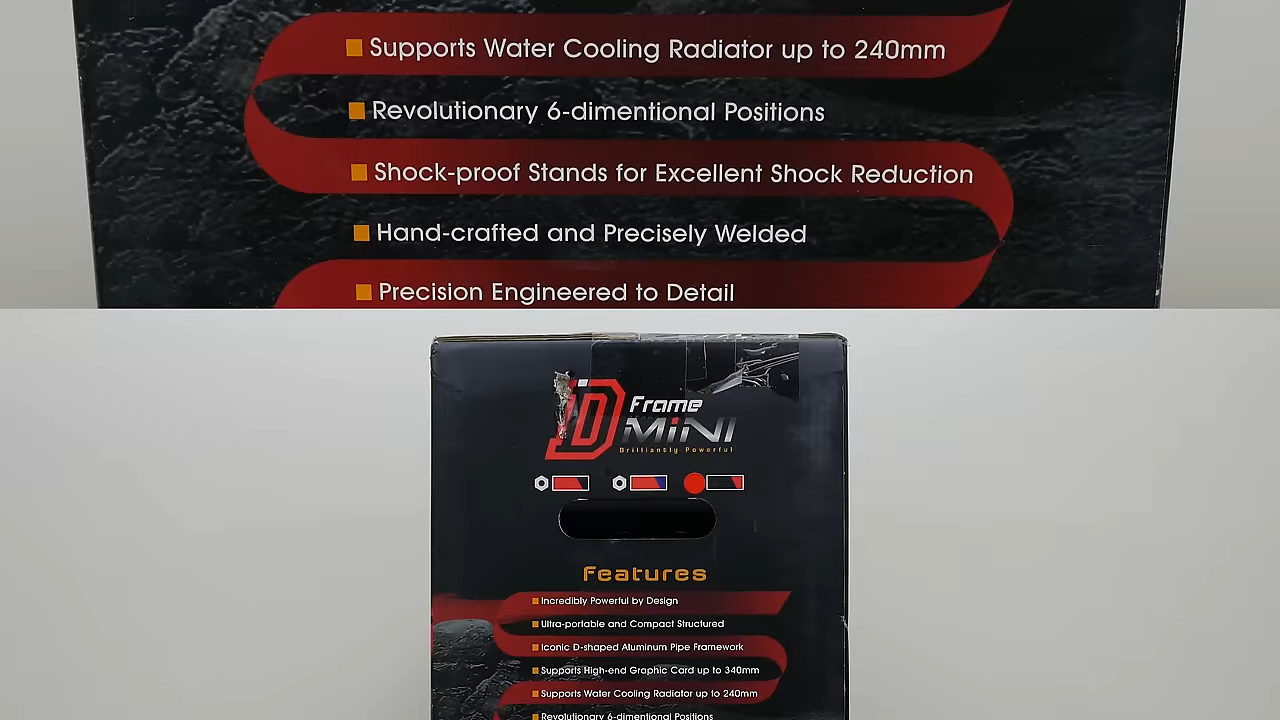 Supports Water Cooling Radiator up to 240mm
Revolutionary 6-dimentional Positions
Shock-proof Stands for Excellent Shock Reduction
Hand-crafted and Precisely Welded
Precision Engineered to Detail
D Frame
MiNI
Brilliantly Powerful
Features
Incredibly Powerful by Design
Ultra-portable and Compact Structured
Iconic D-shaped Aluminum Pipe Framework
Supports High-end Graphic Card up to 340mm
Supports Water Cooling Radiator up to 240mm
Revolutionary 6-dimentional Positions